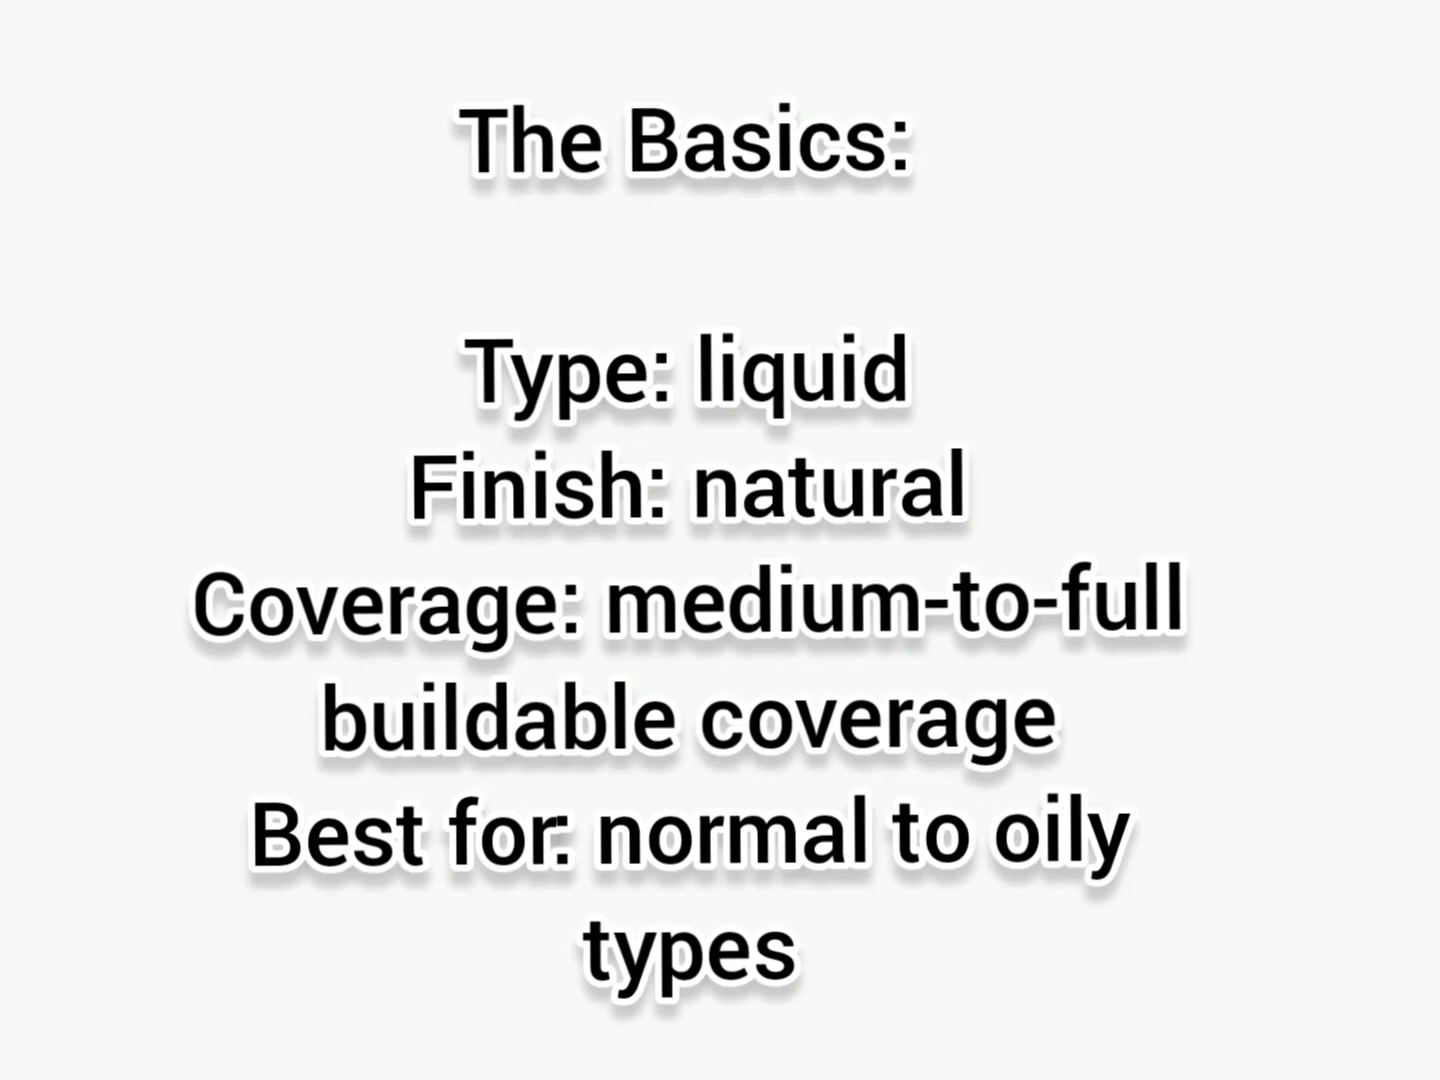 The Basics:
Type: liquid
Finish: natural
Coverage: medium-to-full
buildable coverage
Best for: normal to oily
types